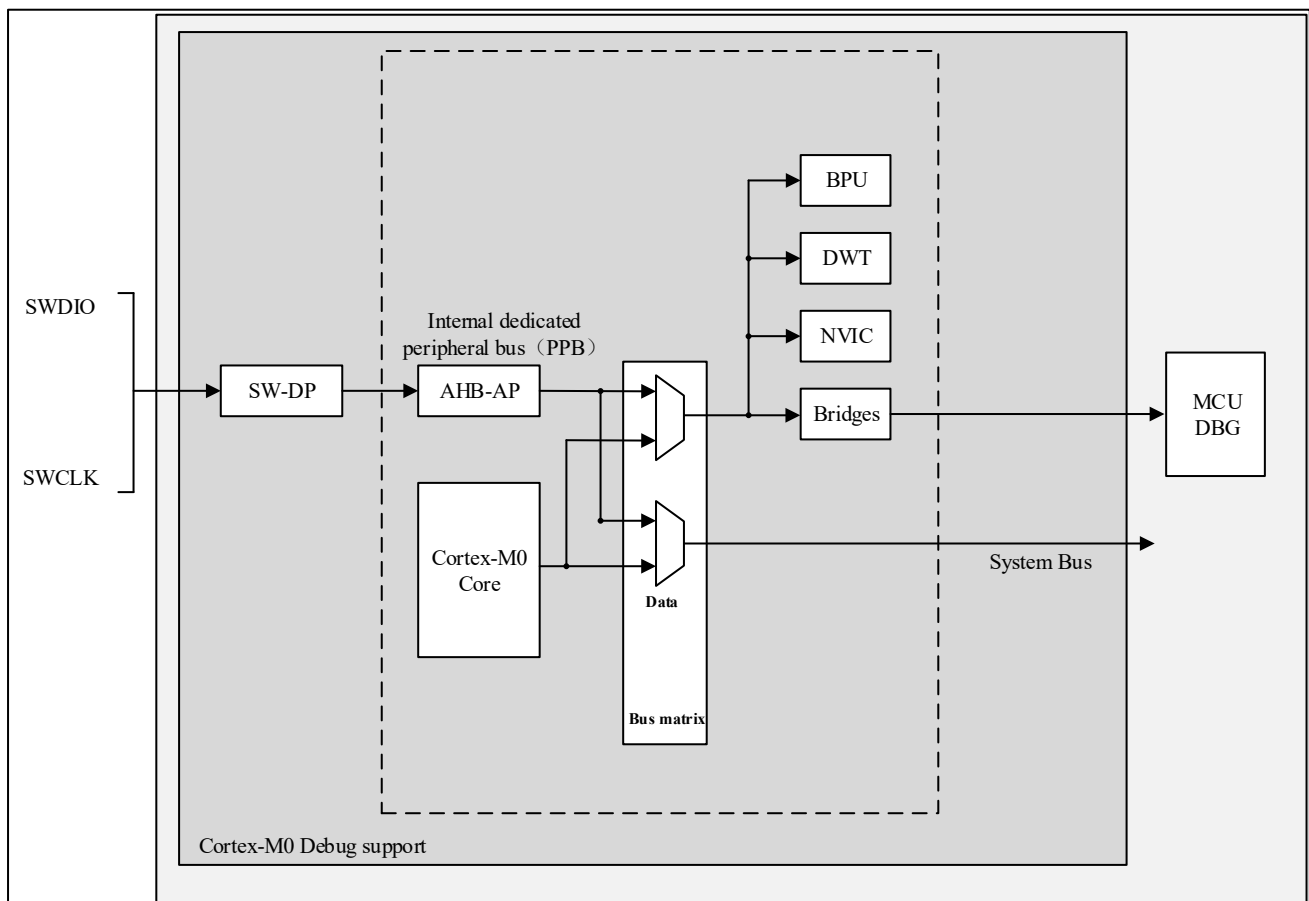 BPU
DWT
SWDIO
Internal dedicated
peripheral bus（PPB）
NVIC
SW-DP
AHB-AP
Bridges
MCU
DBG
SWCLK
Cortex-M0
Core
System Bus
Data
Bus matrix
Cortex-M0 Debug support